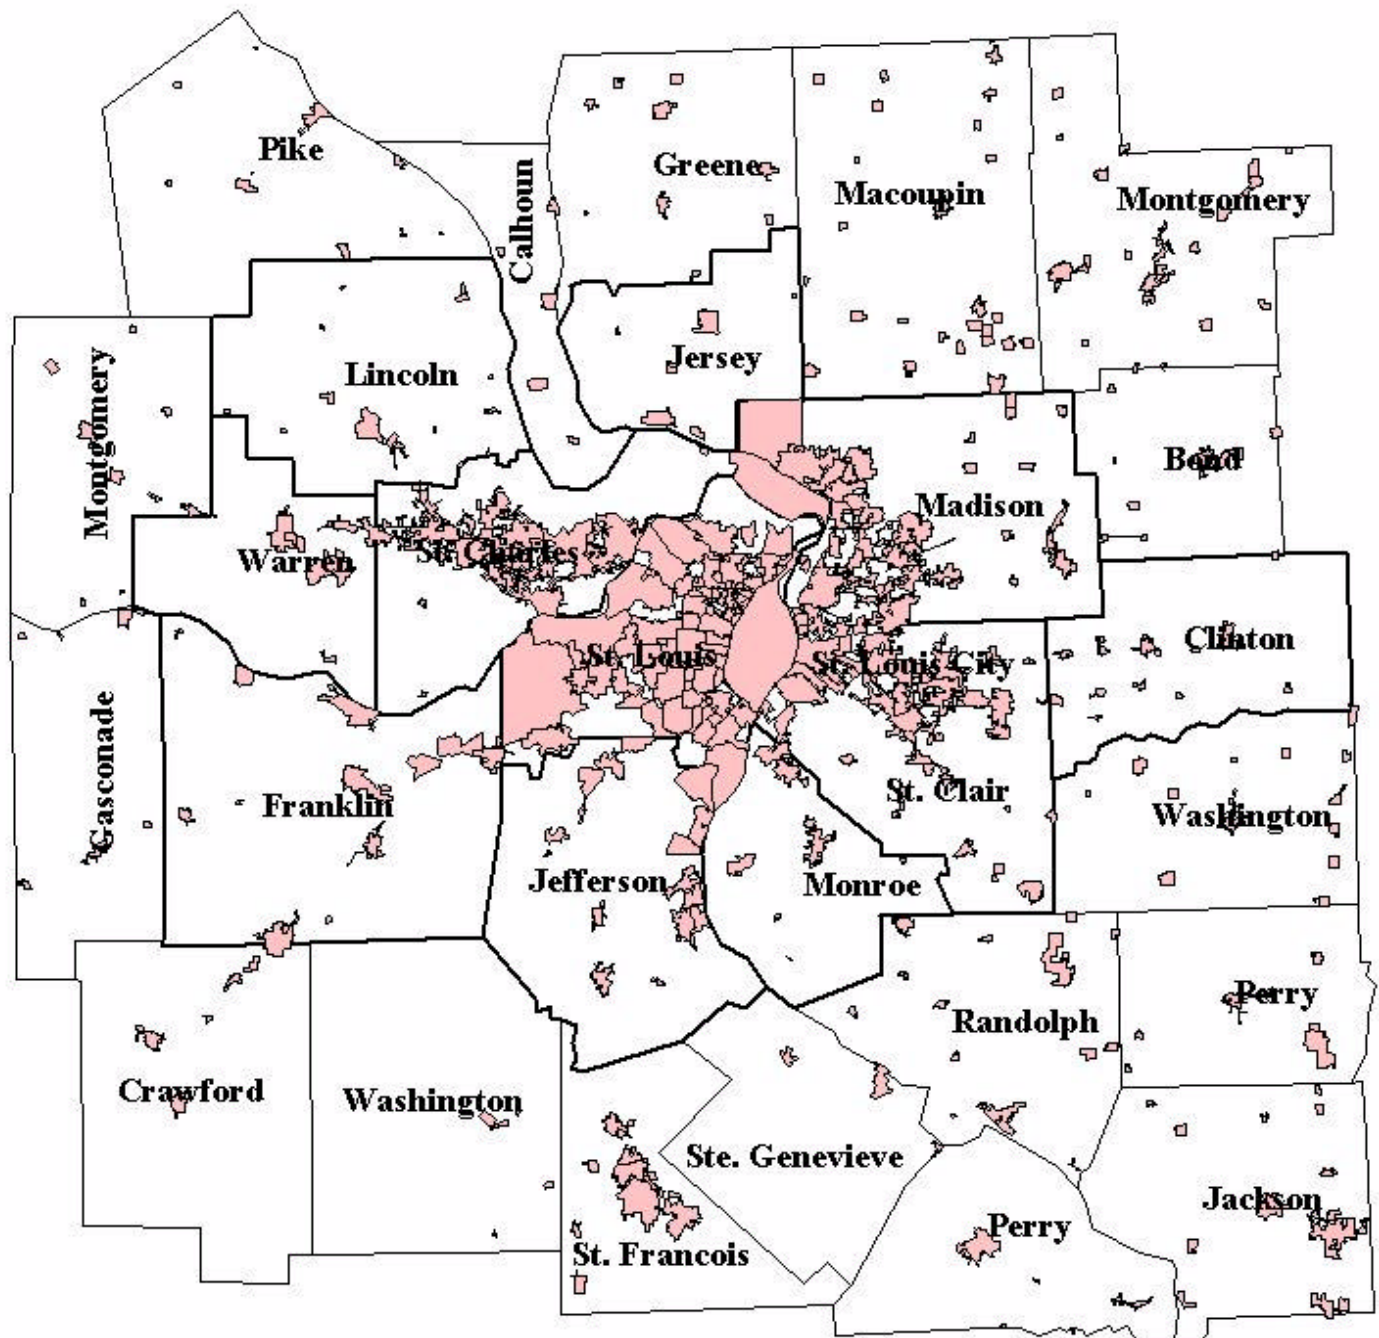 Pike
Calhoun
Greene
Macoupin
Montgomery
Montgomery
Lincoln
Jersey
Bond
Warren
St. Charles
Madison
St. Louis
St. Louis City
Clinton
Gasconade
Franklin
St. Clair
Washington
Jefferson
Monroe
Randolph
Perry
Crawford
Washington
Ste. Genevieve
Jackson
St. Francois
Perry